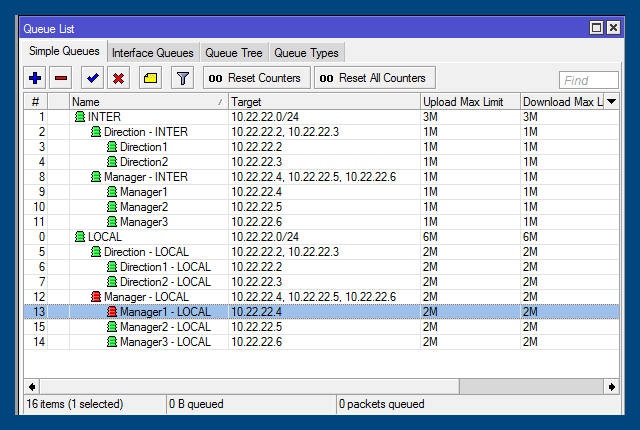 Queue List
Simple Queues Interface Queues Queue Tree Queue Types
00 Reset Counters 00 Reset All Counters Find
# Name / Target Upload Max Limit Download Max L
1 INTER 10.22.22.0/24 3M 3M
2 Direction - INTER 10.22.22.2, 10.22.22.3 1M 1M
3 Direction1 10.22.22.2 1M 1M
4 Direction2 10.22.22.3 1M 1M
8 Manager - INTER 10.22.22.4, 10.22.22.5, 10.22.22.6 1M 1M
9 Manager1 10.22.22.4 1M 1M
10 Manager2 10.22.22.5 1M 1M
11 Manager3 10.22.22.6 1M 1M
0 LOCAL 10.22.22.0/24 6M 6M
5 Direction - LOCAL 10.22.22.2, 10.22.22.3 2M 2M
6 Direction1 - LOCAL 10.22.22.2 2M 2M
7 Direction2 - LOCAL 10.22.22.3 2M 2M
12 Manager - LOCAL 10.22.22.4, 10.22.22.5, 10.22.22.6 2M 2M
13 Manager1 - LOCAL 10.22.22.4 2M 2M
15 Manager2 - LOCAL 10.22.22.5 2M 2M
14 Manager3 - LOCAL 10.22.22.6 2M 2M
16 items (1 selected) 0 B queued 0 packets queued